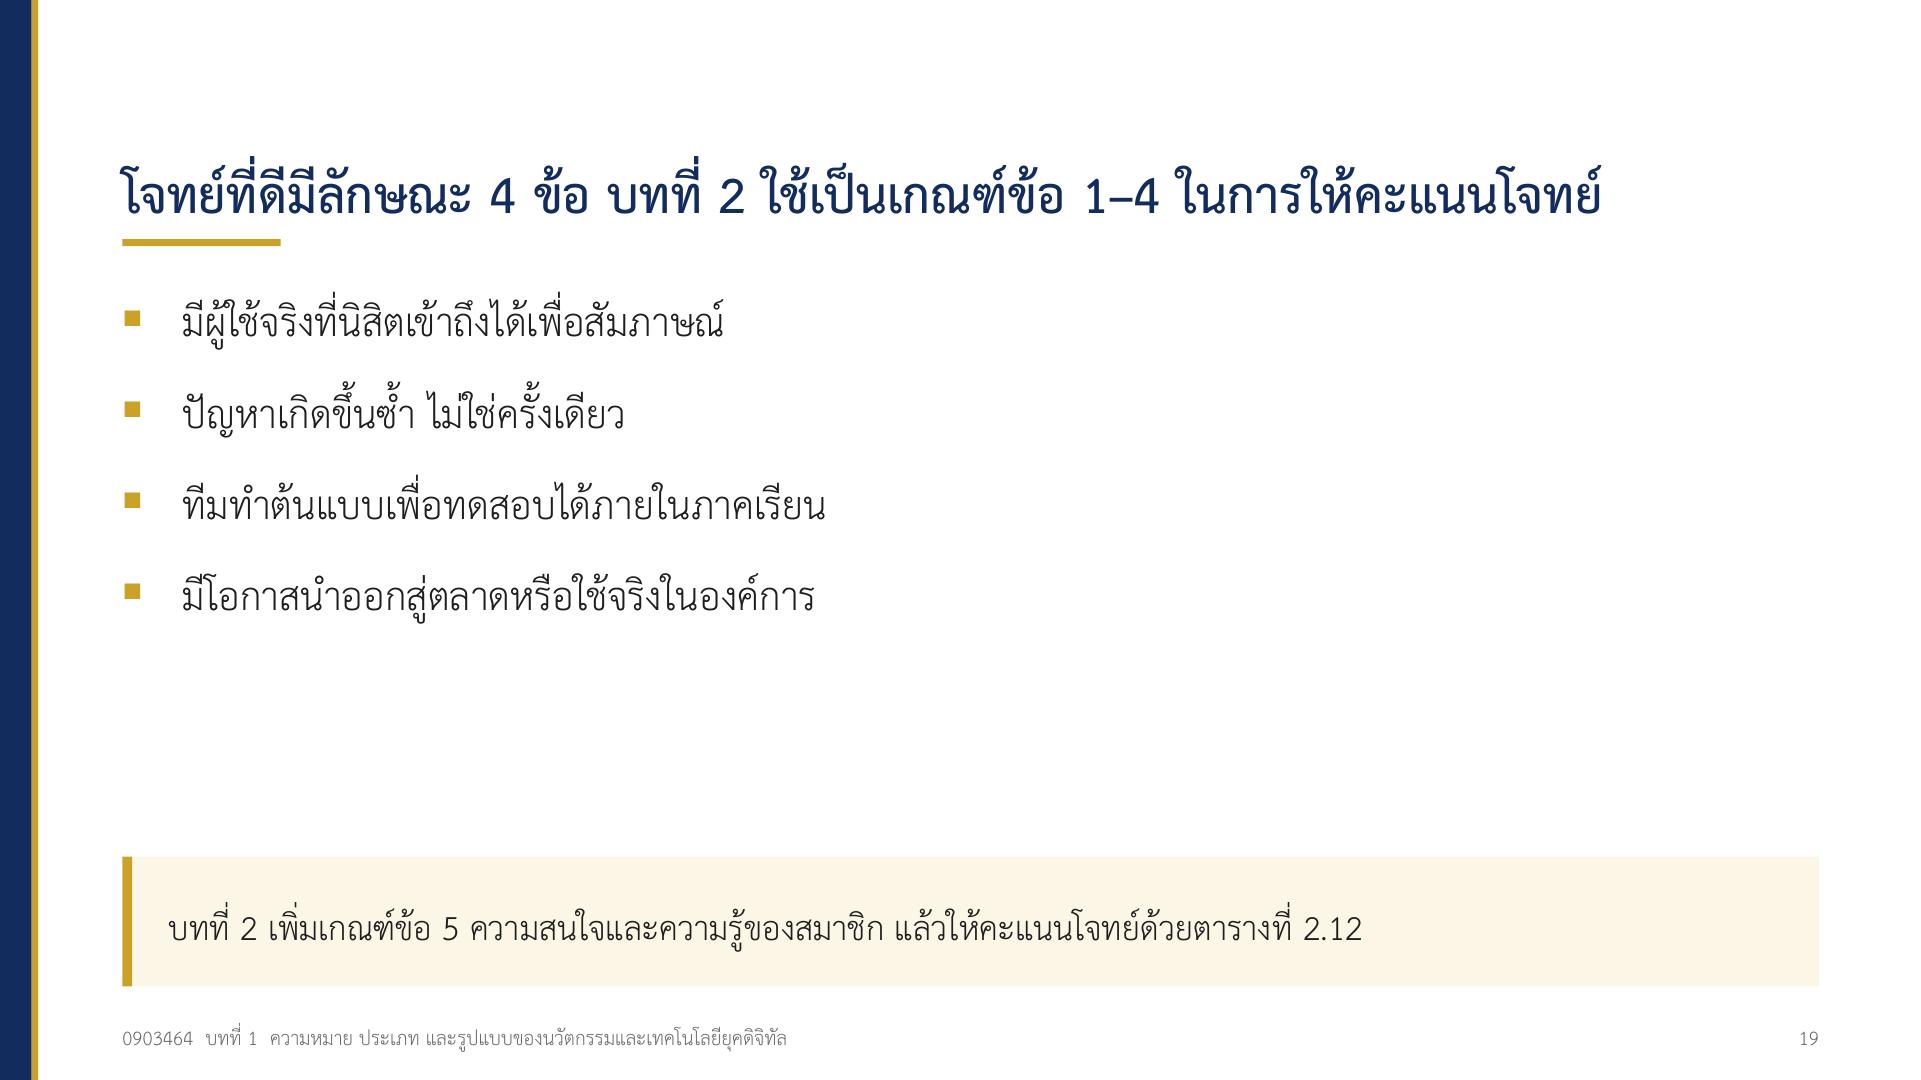 โจทย์ที่ดีมีลักษณะ 4 ข้อ บทที่ 2 ใช้เป็นเกณฑ์ข้อ 1–4 ในการให้คะแนนโจทย์
มีผู้ใช้จริงที่นิสิตเข้าถึงได้เพื่อสัมภาษณ์
ปัญหาเกิดขึ้นซ้ำ ไม่ใช่ครั้งเดียว
ทีมทำต้นแบบเพื่อทดสอบได้ภายในภาคเรียน
มีโอกาสนำออกสู่ตลาดหรือใช้จริงในองค์การ
บทที่ 2 เพิ่มเกณฑ์ข้อ 5 ความสนใจและความรู้ของสมาชิก แล้วให้คะแนนโจทย์ด้วยตารางที่ 2.12
0903464 บทที่ 1 ความหมาย ประเภท และรูปแบบของนวัตกรรมและเทคโนโลยียุคดิจิทัล
19